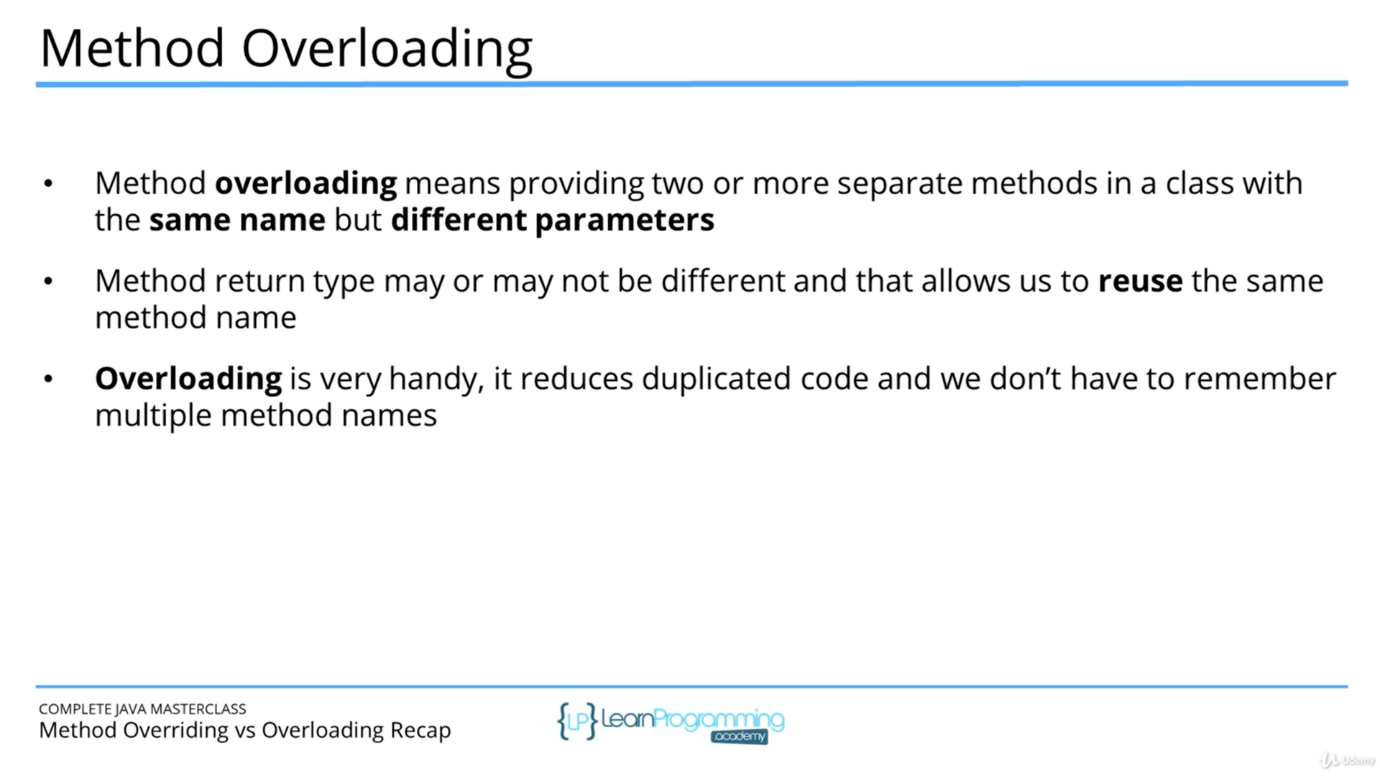 Method Overloading
• Method overloading means providing two or more separate methods in a class with
the same name but different parameters
• Method return type may or may not be different and that allows us to reuse the same
method name
• Overloading is very handy, it reduces duplicated code and we don’t have to remember
multiple method names
COMPLETE JAVA MASTERCLASS
Method Overriding vs Overloading Recap
{LP} LearnProgramming
.academy
Udemy